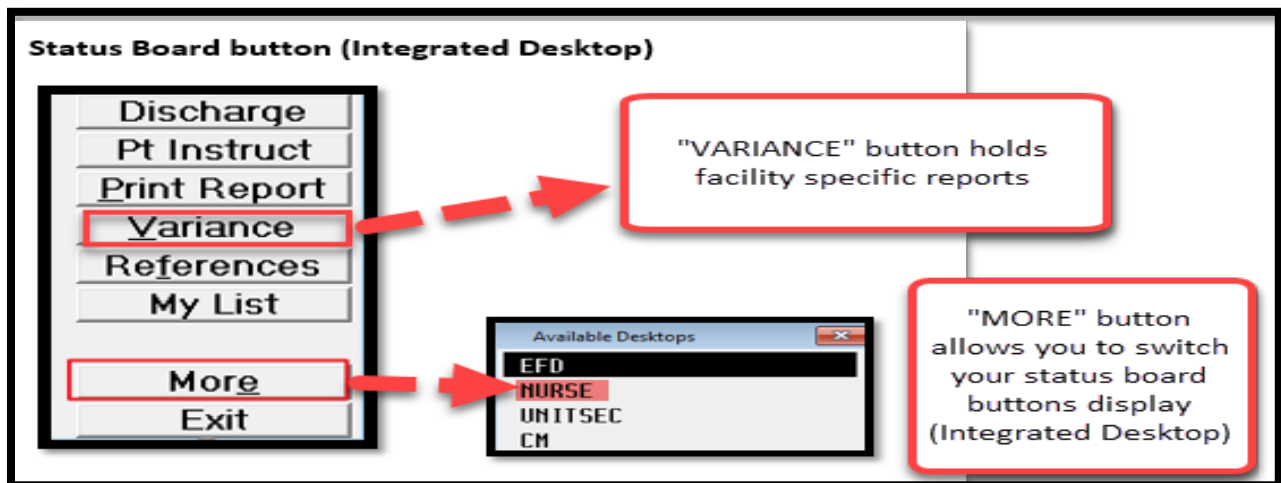 Status Board button (Integrated Desktop)
Discharge
Pt Instruct
Print Report
Variance
References
My List
More
Exit
"VARIANCE" button holds
facility specific reports
Available Desktops
EFD
NURSE
UNITSEC
CM
"MORE" button
allows you to switch
your status board
buttons display
(Integrated Desktop)